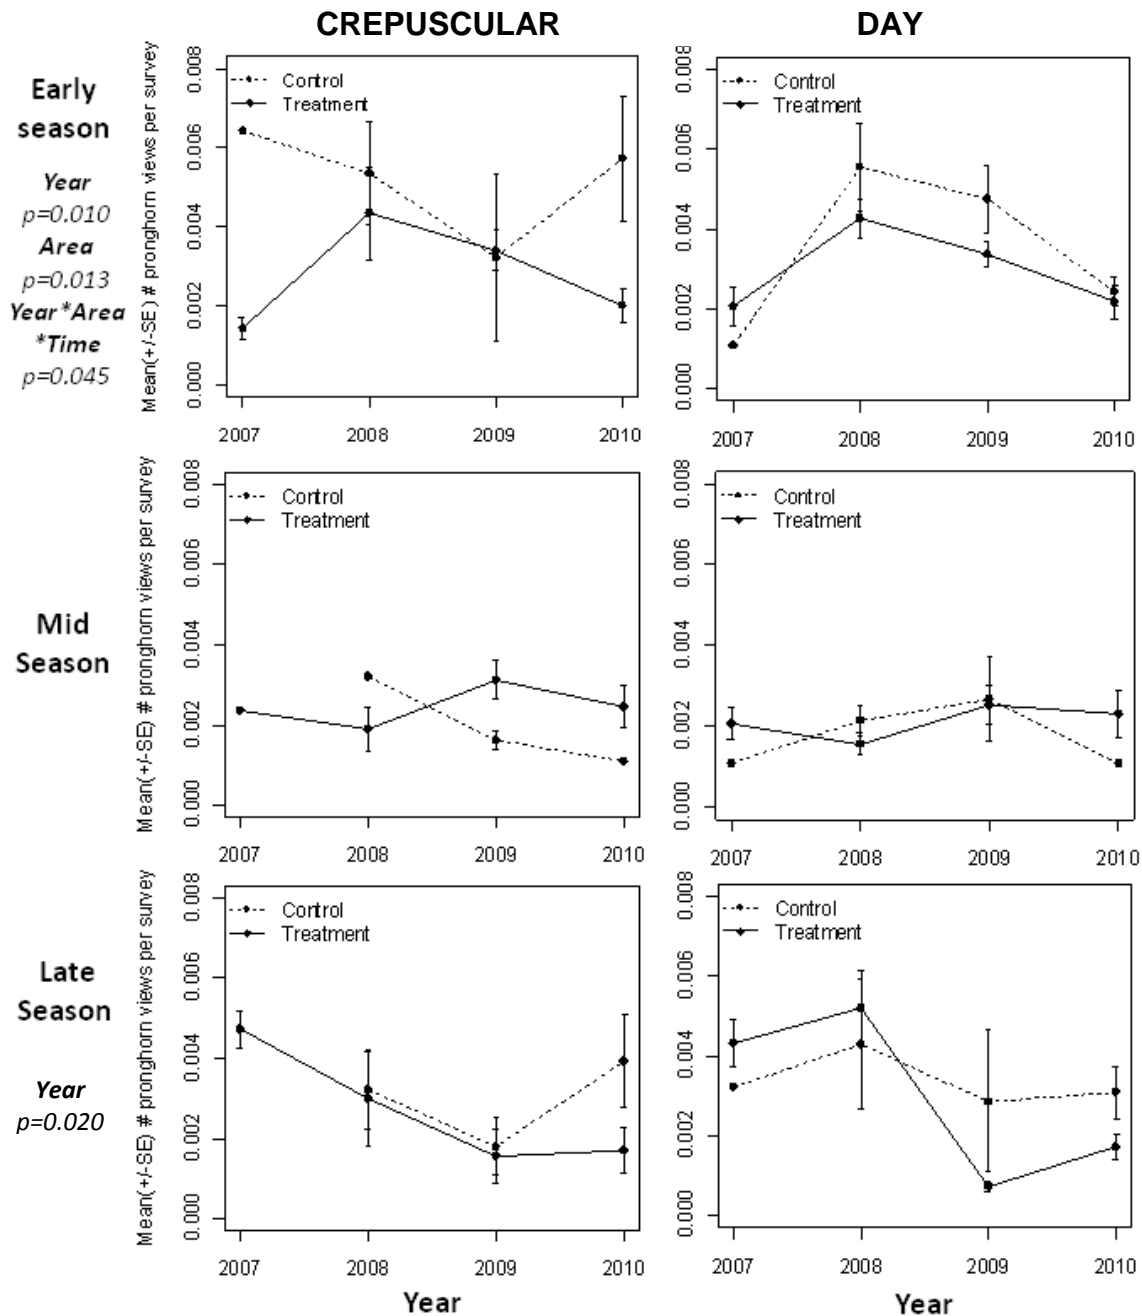 CREPUSCULAR DAY
Early
season
Year
p=0.010
Area
p=0.013
Year*Area
*Time
p=0.045
Mean(+/-SE) # pronghorn views per survey
0.000 0.002 0.004 0.006 0.008
Control
Treatment
2007 2008 2009 2010
0.000 0.002 0.004 0.006 0.008
Control
Treatment
2007 2008 2009 2010
Mid
Season
Mean(+/-SE) # pronghorn views per survey
0.000 0.002 0.004 0.006 0.008
Control
Treatment
2007 2008 2009 2010
0.000 0.002 0.004 0.006 0.008
Control
Treatment
2007 2008 2009 2010
Late
Season
Year
p=0.020
Mean(+/-SE) # pronghorn views per survey
0.000 0.002 0.004 0.006 0.008
Control
Treatment
2007 2008 2009 2010
Year
0.000 0.002 0.004 0.006 0.008
Control
Treatment
2007 2008 2009 2010
Year